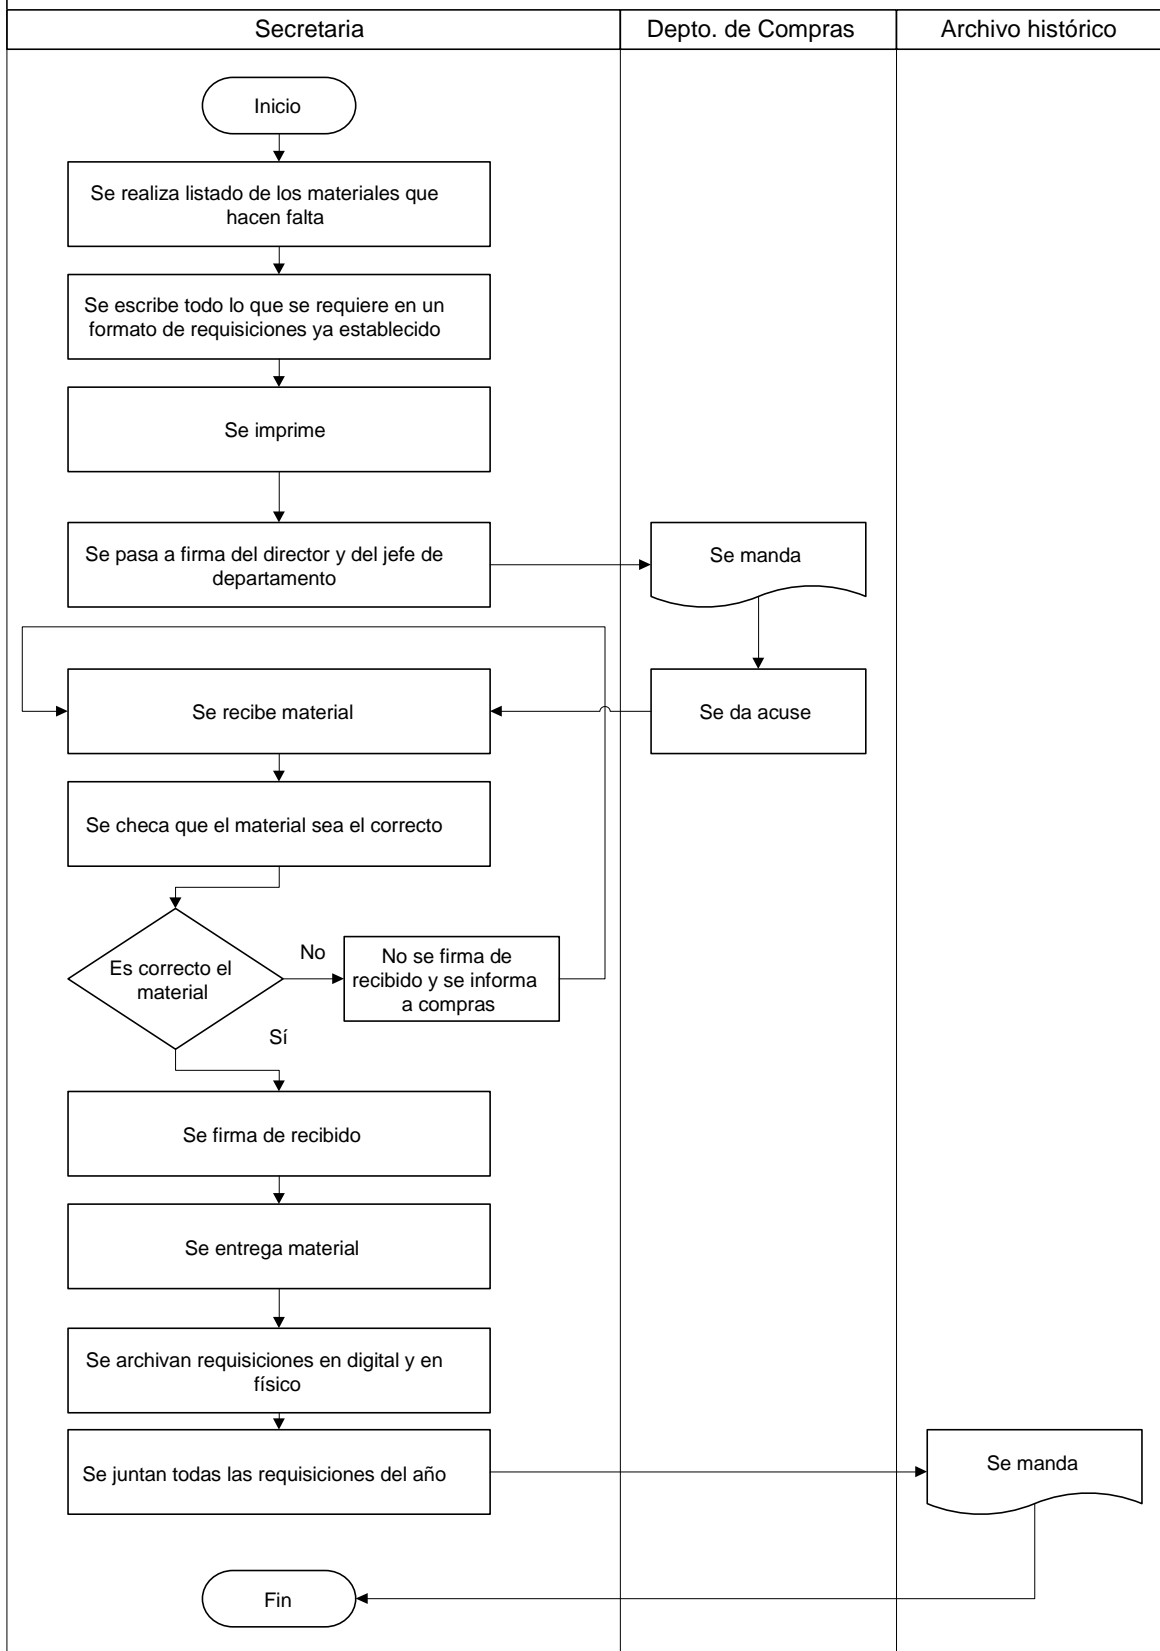 Secretaria
Depto. de Compras
Archivo histórico
Inicio
Se realiza listado de los materiales que
hacen falta
Se escribe todo lo que se requiere en un
formato de requisiciones ya establecido
Se imprime
Se pasa a firma del director y del jefe de
departamento
Se manda
Se recibe material
Se da acuse
Se checa que el material sea el correcto
Es correcto el
material
No
No se firma de
recibido y se informa
a compras
Sí
Se firma de recibido
Se entrega material
Se archivan requisiciones en digital y en
físico
Se juntan todas las requisiciones del año
Se manda
Fin